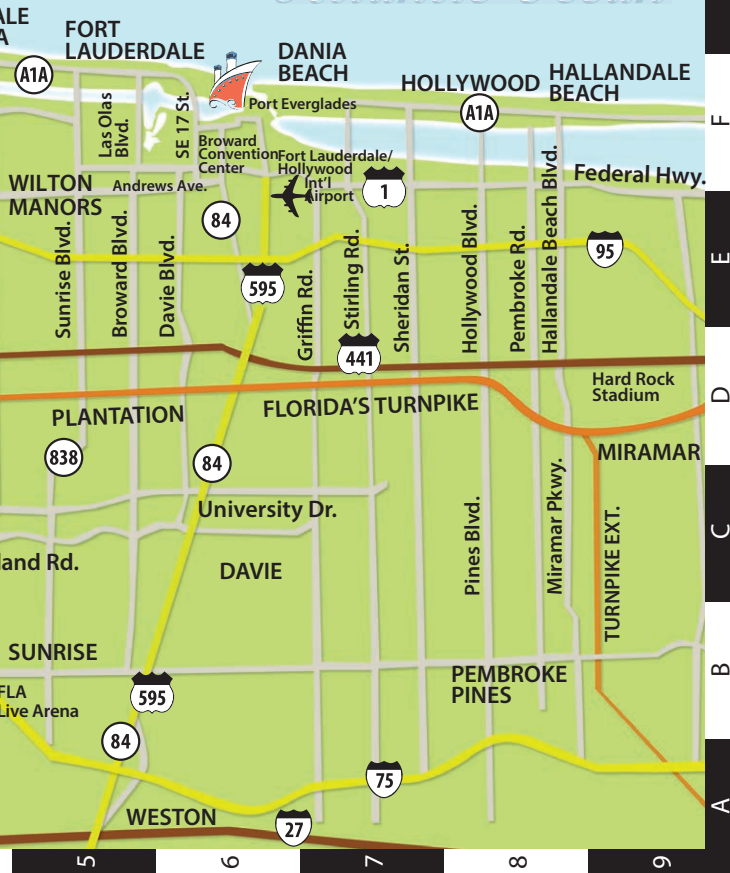 ALE
A
FORT
LAUDERDALE
DANIA
BEACH
HOLLYWOOD
HALLANDALE
BEACH
A1A
A1A
Port Everglades
Las Olas
Blvd.
SE 17 St.
Broward
Convention
Center
Fort Lauderdale/
Hollywood
Int'l
Airport
1
Federal Hwy.
WILTON
MANORS
Andrews Ave.
84
Sunrise Blvd.
Broward Blvd.
Davie Blvd.
595
Griffin Rd.
Stirling Rd.
Sheridan St.
Hollywood Blvd.
Pembroke Rd.
Hallandale Beach Blvd.
95
441
Hard Rock
Stadium
PLANTATION
FLORIDA'S TURNPIKE
838
84
MIRAMAR
University Dr.
Pines Blvd.
Miramar Pkwy.
TURNPIKE EXT.
land Rd.
DAVIE
SUNRISE
FLA
Live Arena
595
PEMBROKE
PINES
84
75
WESTON
27
F
E
D
C
B
A
5
6
7
8
9